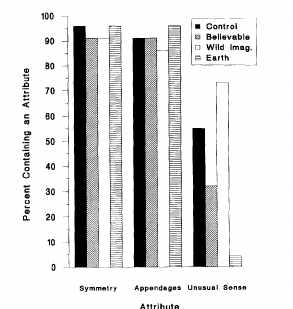 100
90
80
70
60
50
40
30
20
10
0
Percent Containing an Attribute
Control
Believable
Wild Imag.
Earth
Symmetry Appendages Unusual Sense
Attribute